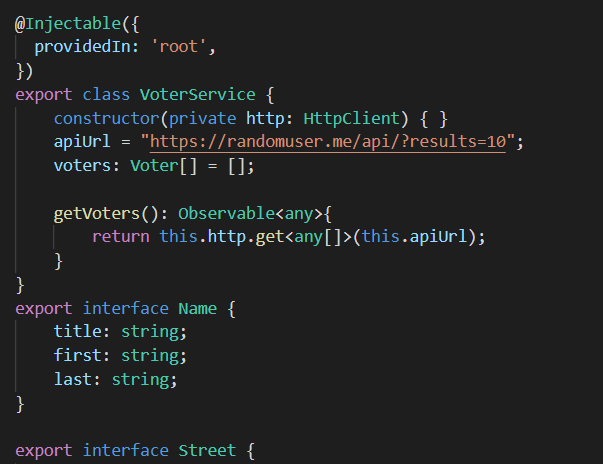 @Injectable({
  providedIn: 'root',
})
export class VoterService {
    constructor(private http: HttpClient) { }
    apiUrl = "https://randomuser.me/api/?results=10";
    voters: Voter[] = [];

    getVoters(): Observable<any>{
        return this.http.get<any[]>(this.apiUrl);
    }
}
export interface Name {
    title: string;
    first: string;
    last: string;
}

export interface Street {